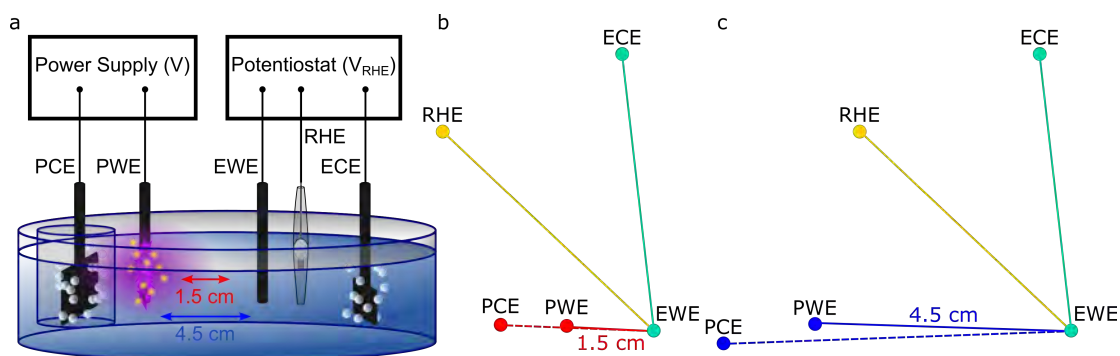 a
Power Supply (V)
Potentiostat (VRHE)
RHE
PCE
PWE
EWE
ECE
1.5 cm
4.5 cm
b
ECE
RHE
PCE
PWE
EWE
1.5 cm
c
ECE
RHE
PWE
4.5 cm
EWE
PCE